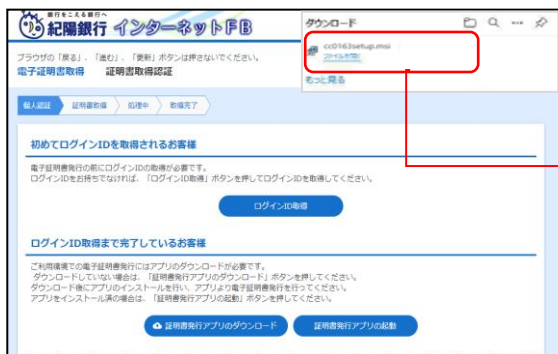 銀行をこえる銀行へ
紀陽銀行 インターネットFB
ダウンロード
cc0163setup.msi
ファイルを開く
もっと見る
ブラウザの「戻る」、「進む」、「更新」ボタンは押さないでください。
電子証明書取得 証明書取得認証
個人認証 証明書取得 処理中 取得完了
初めてログインIDを取得されるお客様
電子証明書発行の前にログインIDの取得が必要です。
ログインIDをお持ちでなければ、「ログインID取得」ボタンを押してログインIDを取得してください。
ログインID取得
ログインID取得まで完了しているお客様
ご利用環境での電子証明書発行にはアプリのダウンロードが必要です。
ダウンロードしていない場合は、「証明書発行アプリのダウンロード」ボタンを押してください。
ダウンロード後にアプリのインストールを行い、アプリより電子証明書発行を行ってください。
アプリをインストール済の場合は、「証明書発行アプリの起動」ボタンを押してください。
証明書発行アプリのダウンロード 証明書発行アプリの起動